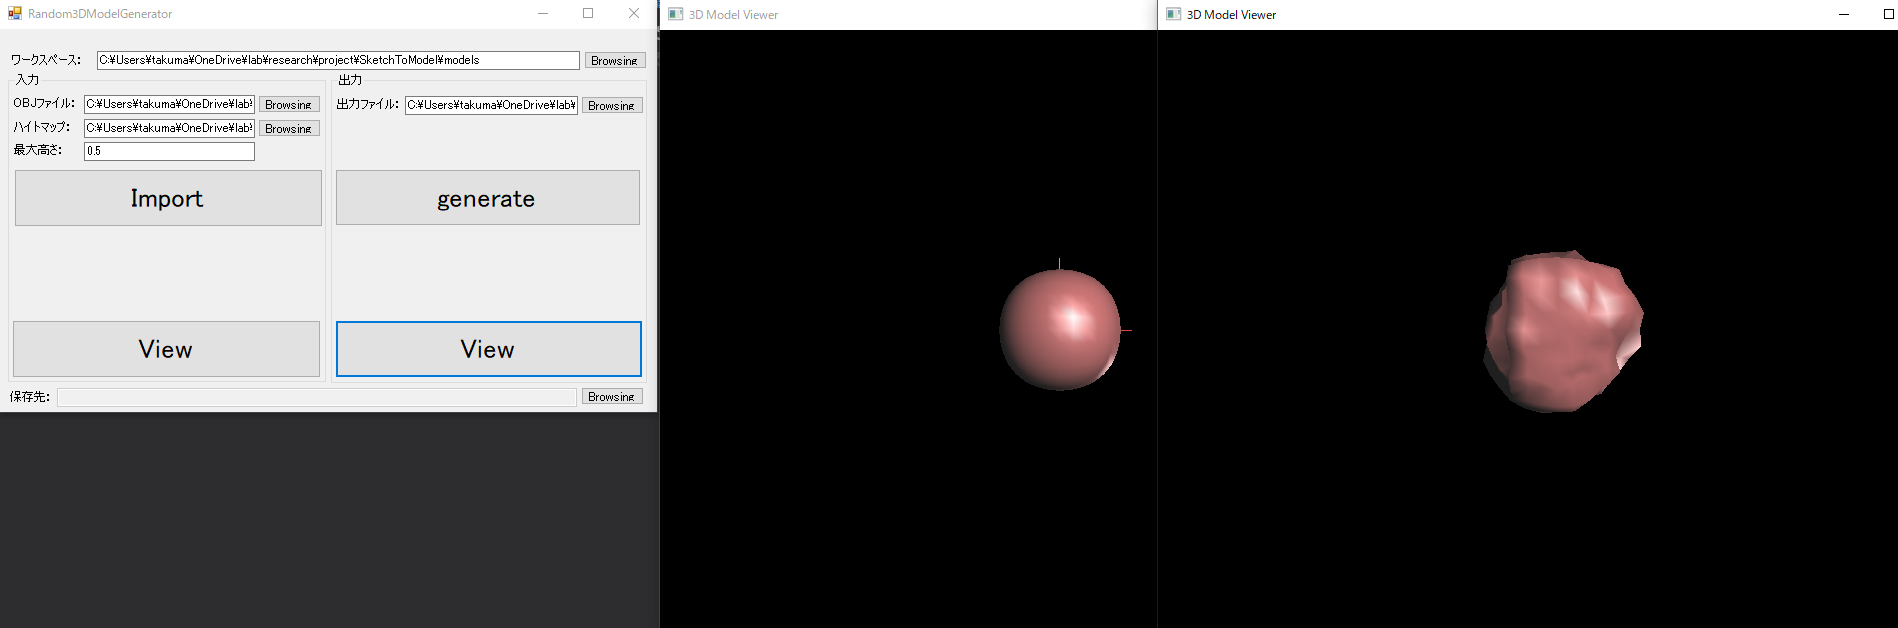 Random3DModelGenerator
ワークスペース: C:¥Users¥takuma¥OneDrive¥lab¥research¥project¥SketchToModel¥models Browsing
入力
OBJファイル: C:¥Users¥takuma¥OneDrive¥lab¥ Browsing
ハイトマップ: C:¥Users¥takuma¥OneDrive¥lab¥ Browsing
最大高さ: 0.5
Import
View
出力
出力ファイル: C:¥Users¥takuma¥OneDrive¥lab¥ Browsing
generate
View
保存先: Browsing
3D Model Viewer
3D Model Viewer